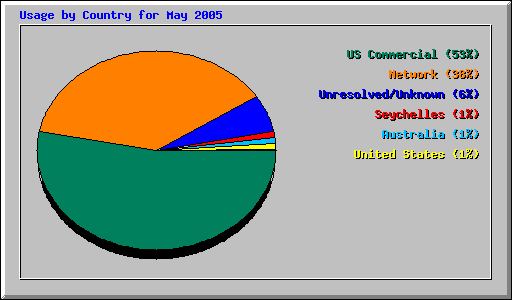 Usage by Country for May 2005
US Commercial (53%)
Network (38%)
Unresolved/Unknown (6%)
Seychelles (1%)
Australia (1%)
United States (1%)